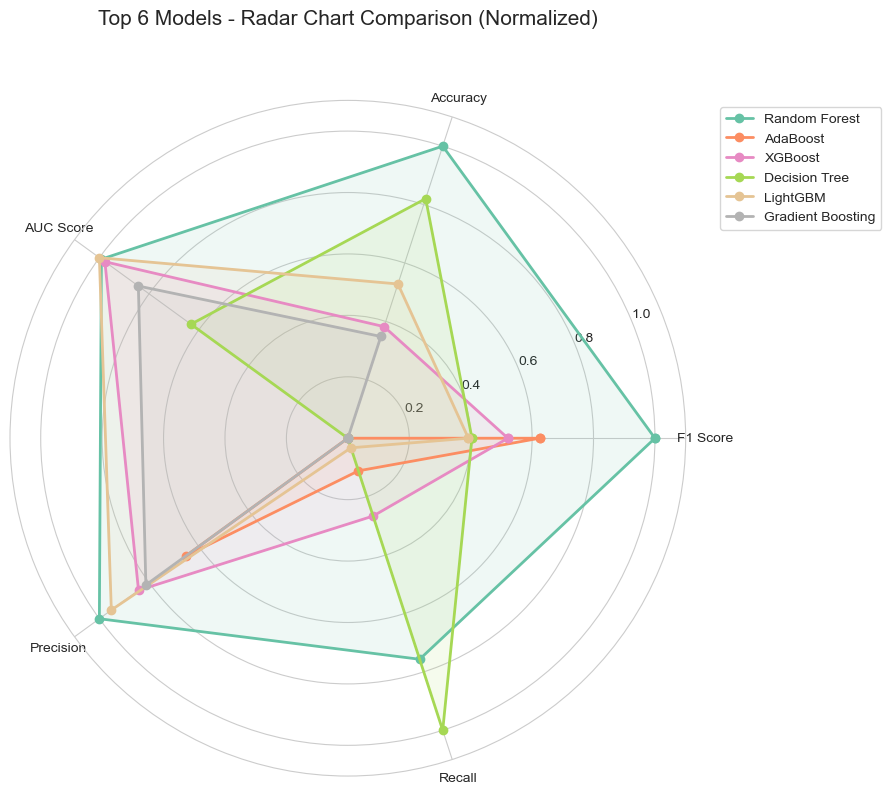 Top 6 Models - Radar Chart Comparison (Normalized)
Accuracy
Random Forest
AdaBoost
XGBoost
Decision Tree
LightGBM
Gradient Boosting
AUC Score
1.0
0.8
0.6
0.4
0.2
F1 Score
Precision
Recall